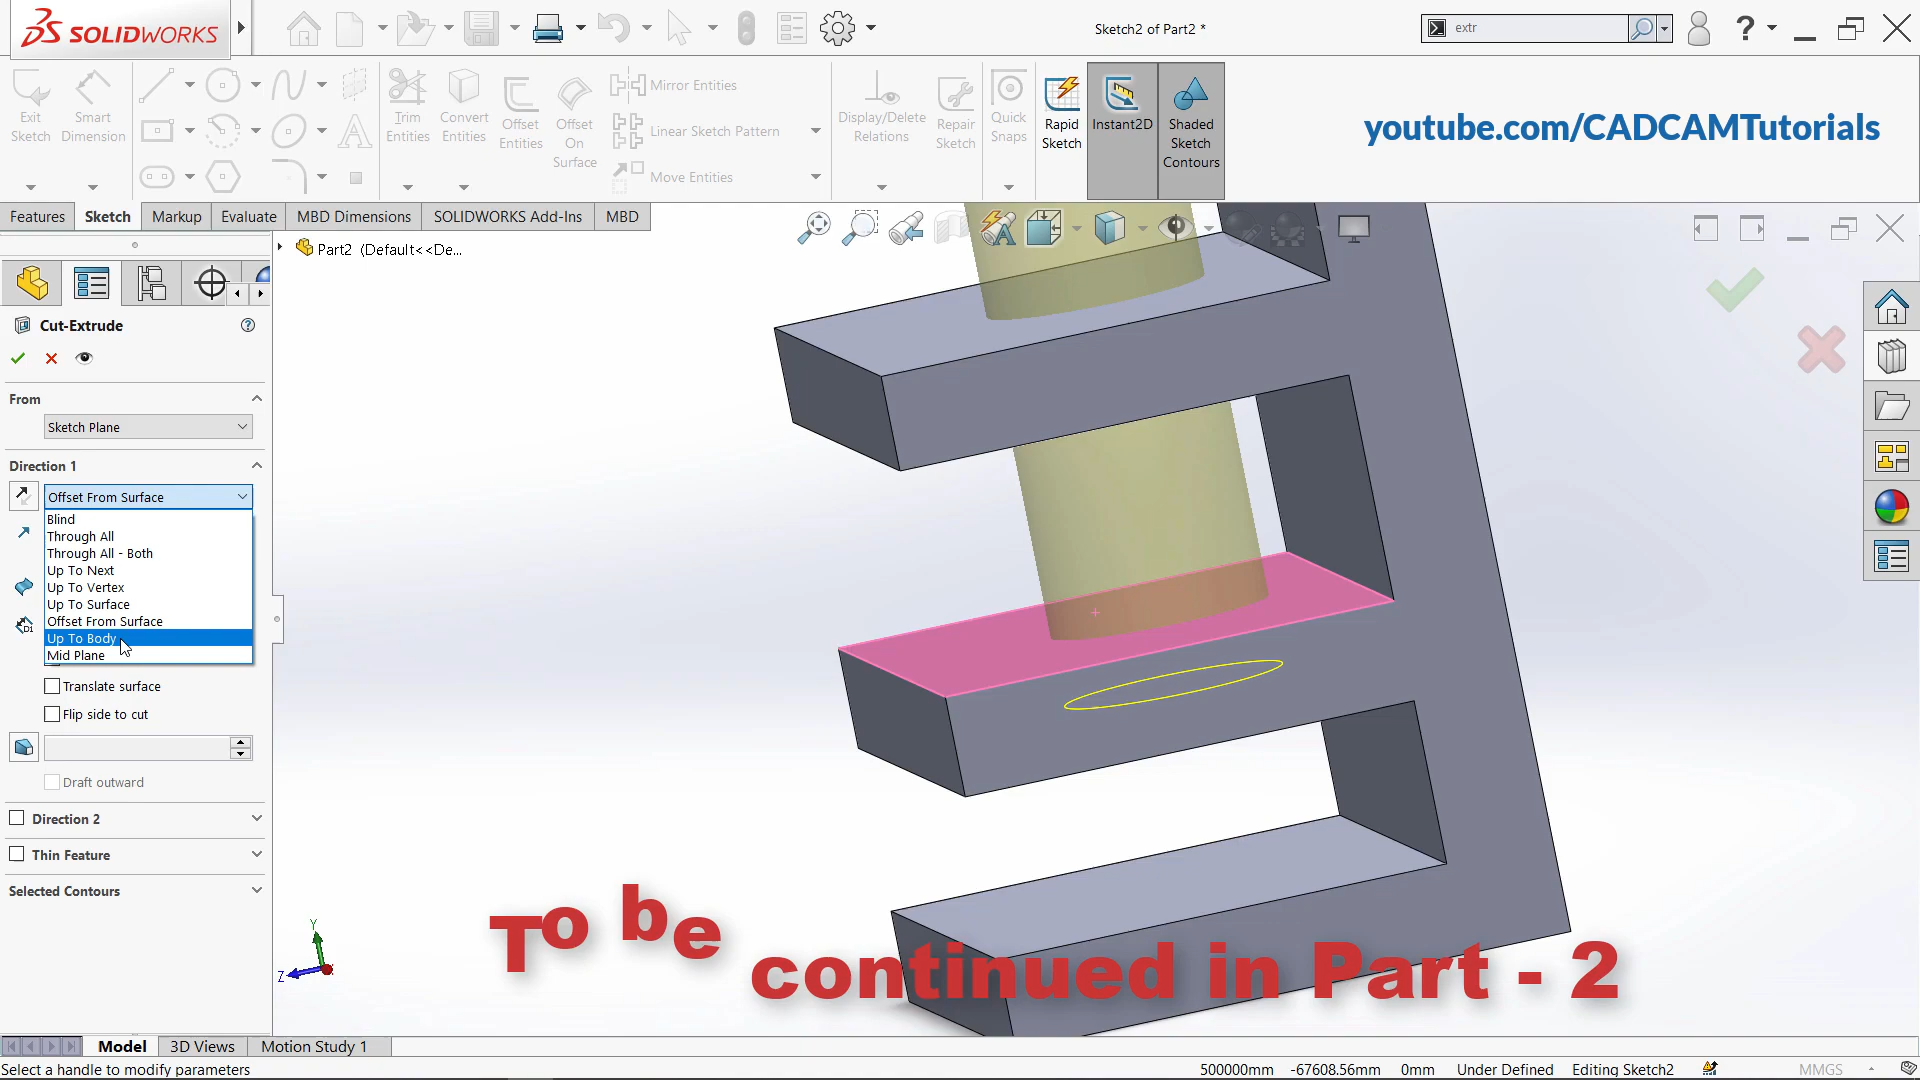 SOLIDWORKS
Sketch2 of Part2 *
extr
Exit Sketch
Smart Dimension
Trim Entities
Convert Entities
Offset Entities
Offset On Surface
Mirror Entities
Linear Sketch Pattern
Move Entities
Display/Delete Relations
Repair Sketch
Quick Snaps
Rapid Sketch
Instant2D
Shaded Sketch Contours
youtube.com/CADCAMTutorials
Features
Sketch
Markup
Evaluate
MBD Dimensions
SOLIDWORKS Add-Ins
MBD
Part2 (Default<<De...
Cut-Extrude
From
Sketch Plane
Direction 1
Offset From Surface
Blind
Through All
Through All - Both
Up To Next
Up To Vertex
Up To Surface
Offset From Surface
Up To Body
Mid Plane
Translate surface
Flip side to cut
Draft outward
Direction 2
Thin Feature
Selected Contours
Y
Z
To be
continued in Part - 2
Model
3D Views
Motion Study 1
Select a handle to modify parameters
500000mm
-67608.56mm
0mm
Under Defined
Editing Sketch2
MMGS